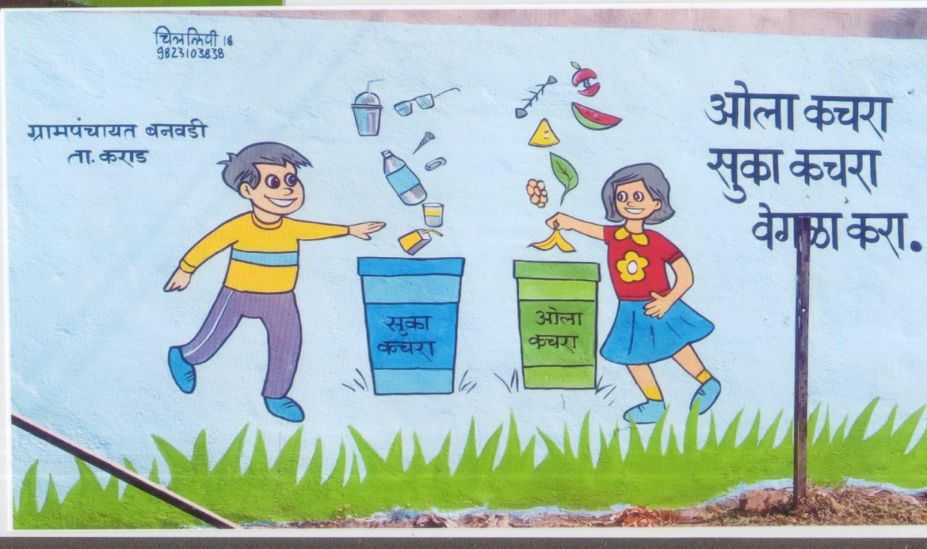 चित्रलिपी 18
9823103838
ग्रामपंचायत बनवडी
ता. कराड
ओला कचरा
सुका कचरा
वेगळा करा.
सुका
कचरा
ओला
कचरा